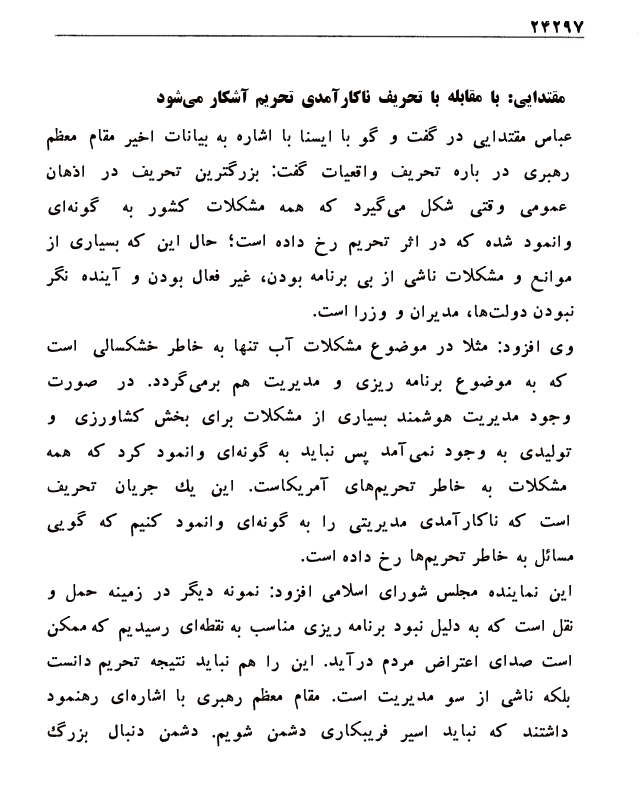 ۲۴۲۹۷
مقتدایی: با مقابله با تحریف ناکارآمدی تحریم آشکار می‌شود
عباس مقتدایی در گفت و گو با ایسنا با اشاره به بیانات اخیر مقام معظم
رهبری در باره تحریف واقعیات گفت: بزرگترین تحریف در اذهان
عمومی وقتی شکل می‌گیرد که همه مشکلات کشور به گونه‌ای
وانمود شده که در اثر تحریم رخ داده است؛ حال این که بسیاری از
موانع و مشکلات ناشی از بی برنامه بودن، غیر فعال بودن و آینده نگر
نبودن دولت‌ها، مدیران و وزرا است.
وی افزود: مثلا در موضوع مشکلات آب تنها به خاطر خشکسالی است
که به موضوع برنامه ریزی و مدیریت هم برمی‌گردد. در صورت
وجود مدیریت هوشمند بسیاری از مشکلات برای بخش کشاورزی و
تولیدی به وجود نمی‌آمد پس نباید به گونه‌ای وانمود کرد که همه
مشکلات به خاطر تحریم‌های آمریکاست. این یك جریان تحریف
است که ناکارآمدی مدیریتی را به گونه‌ای وانمود کنیم که گویی
مسائل به خاطر تحریم‌ها رخ داده است.
این نماینده مجلس شورای اسلامی افزود: نمونه دیگر در زمینه حمل و
نقل است که به دلیل نبود برنامه ریزی مناسب به نقطه‌ای رسیدیم که ممکن
است صدای اعتراض مردم درآید. این را هم نباید نتیجه تحریم دانست
بلکه ناشی از سو مدیریت است. مقام معظم رهبری با اشاره‌ای رهنمود
داشتند که نباید اسیر فریبکاری دشمن شویم. دشمن دنبال بزرگ